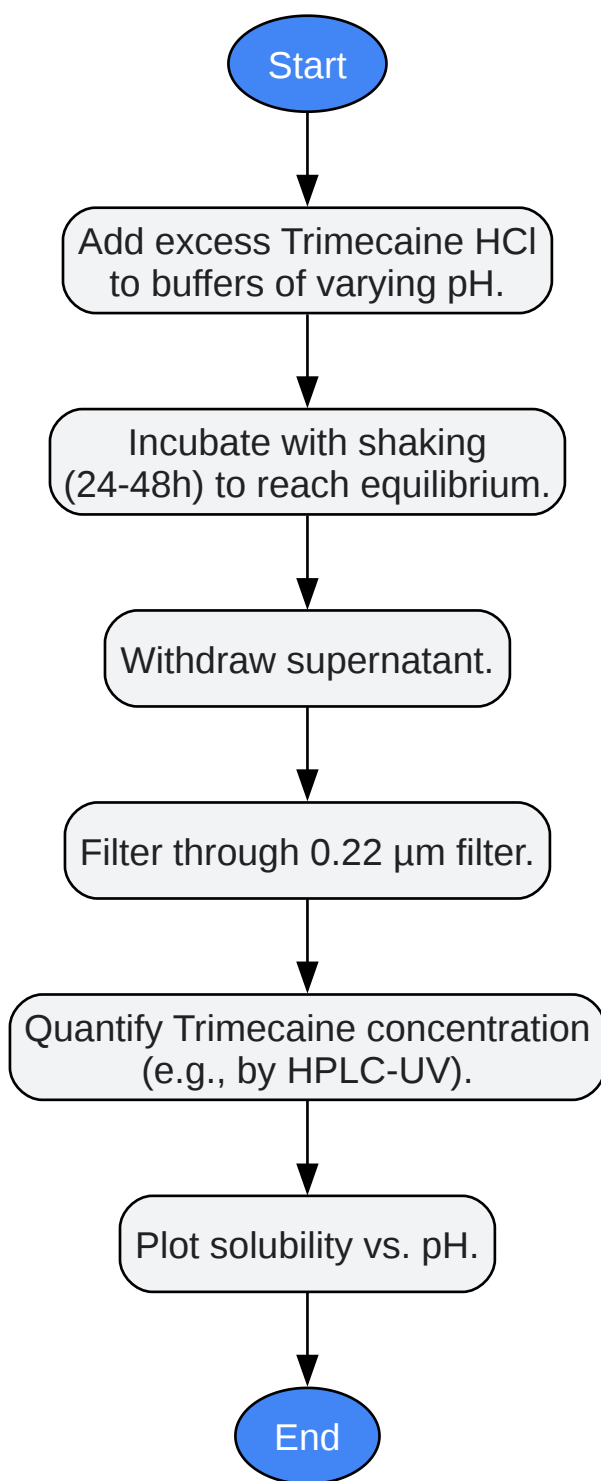 Start
Add excess Trimecaine HCl
to buffers of varying pH.
Incubate with shaking
(24-48h) to reach equilibrium.
Withdraw supernatant.
Filter through 0.22 µm filter.
Quantify Trimecaine concentration
(e.g., by HPLC-UV).
Plot solubility vs. pH.
End